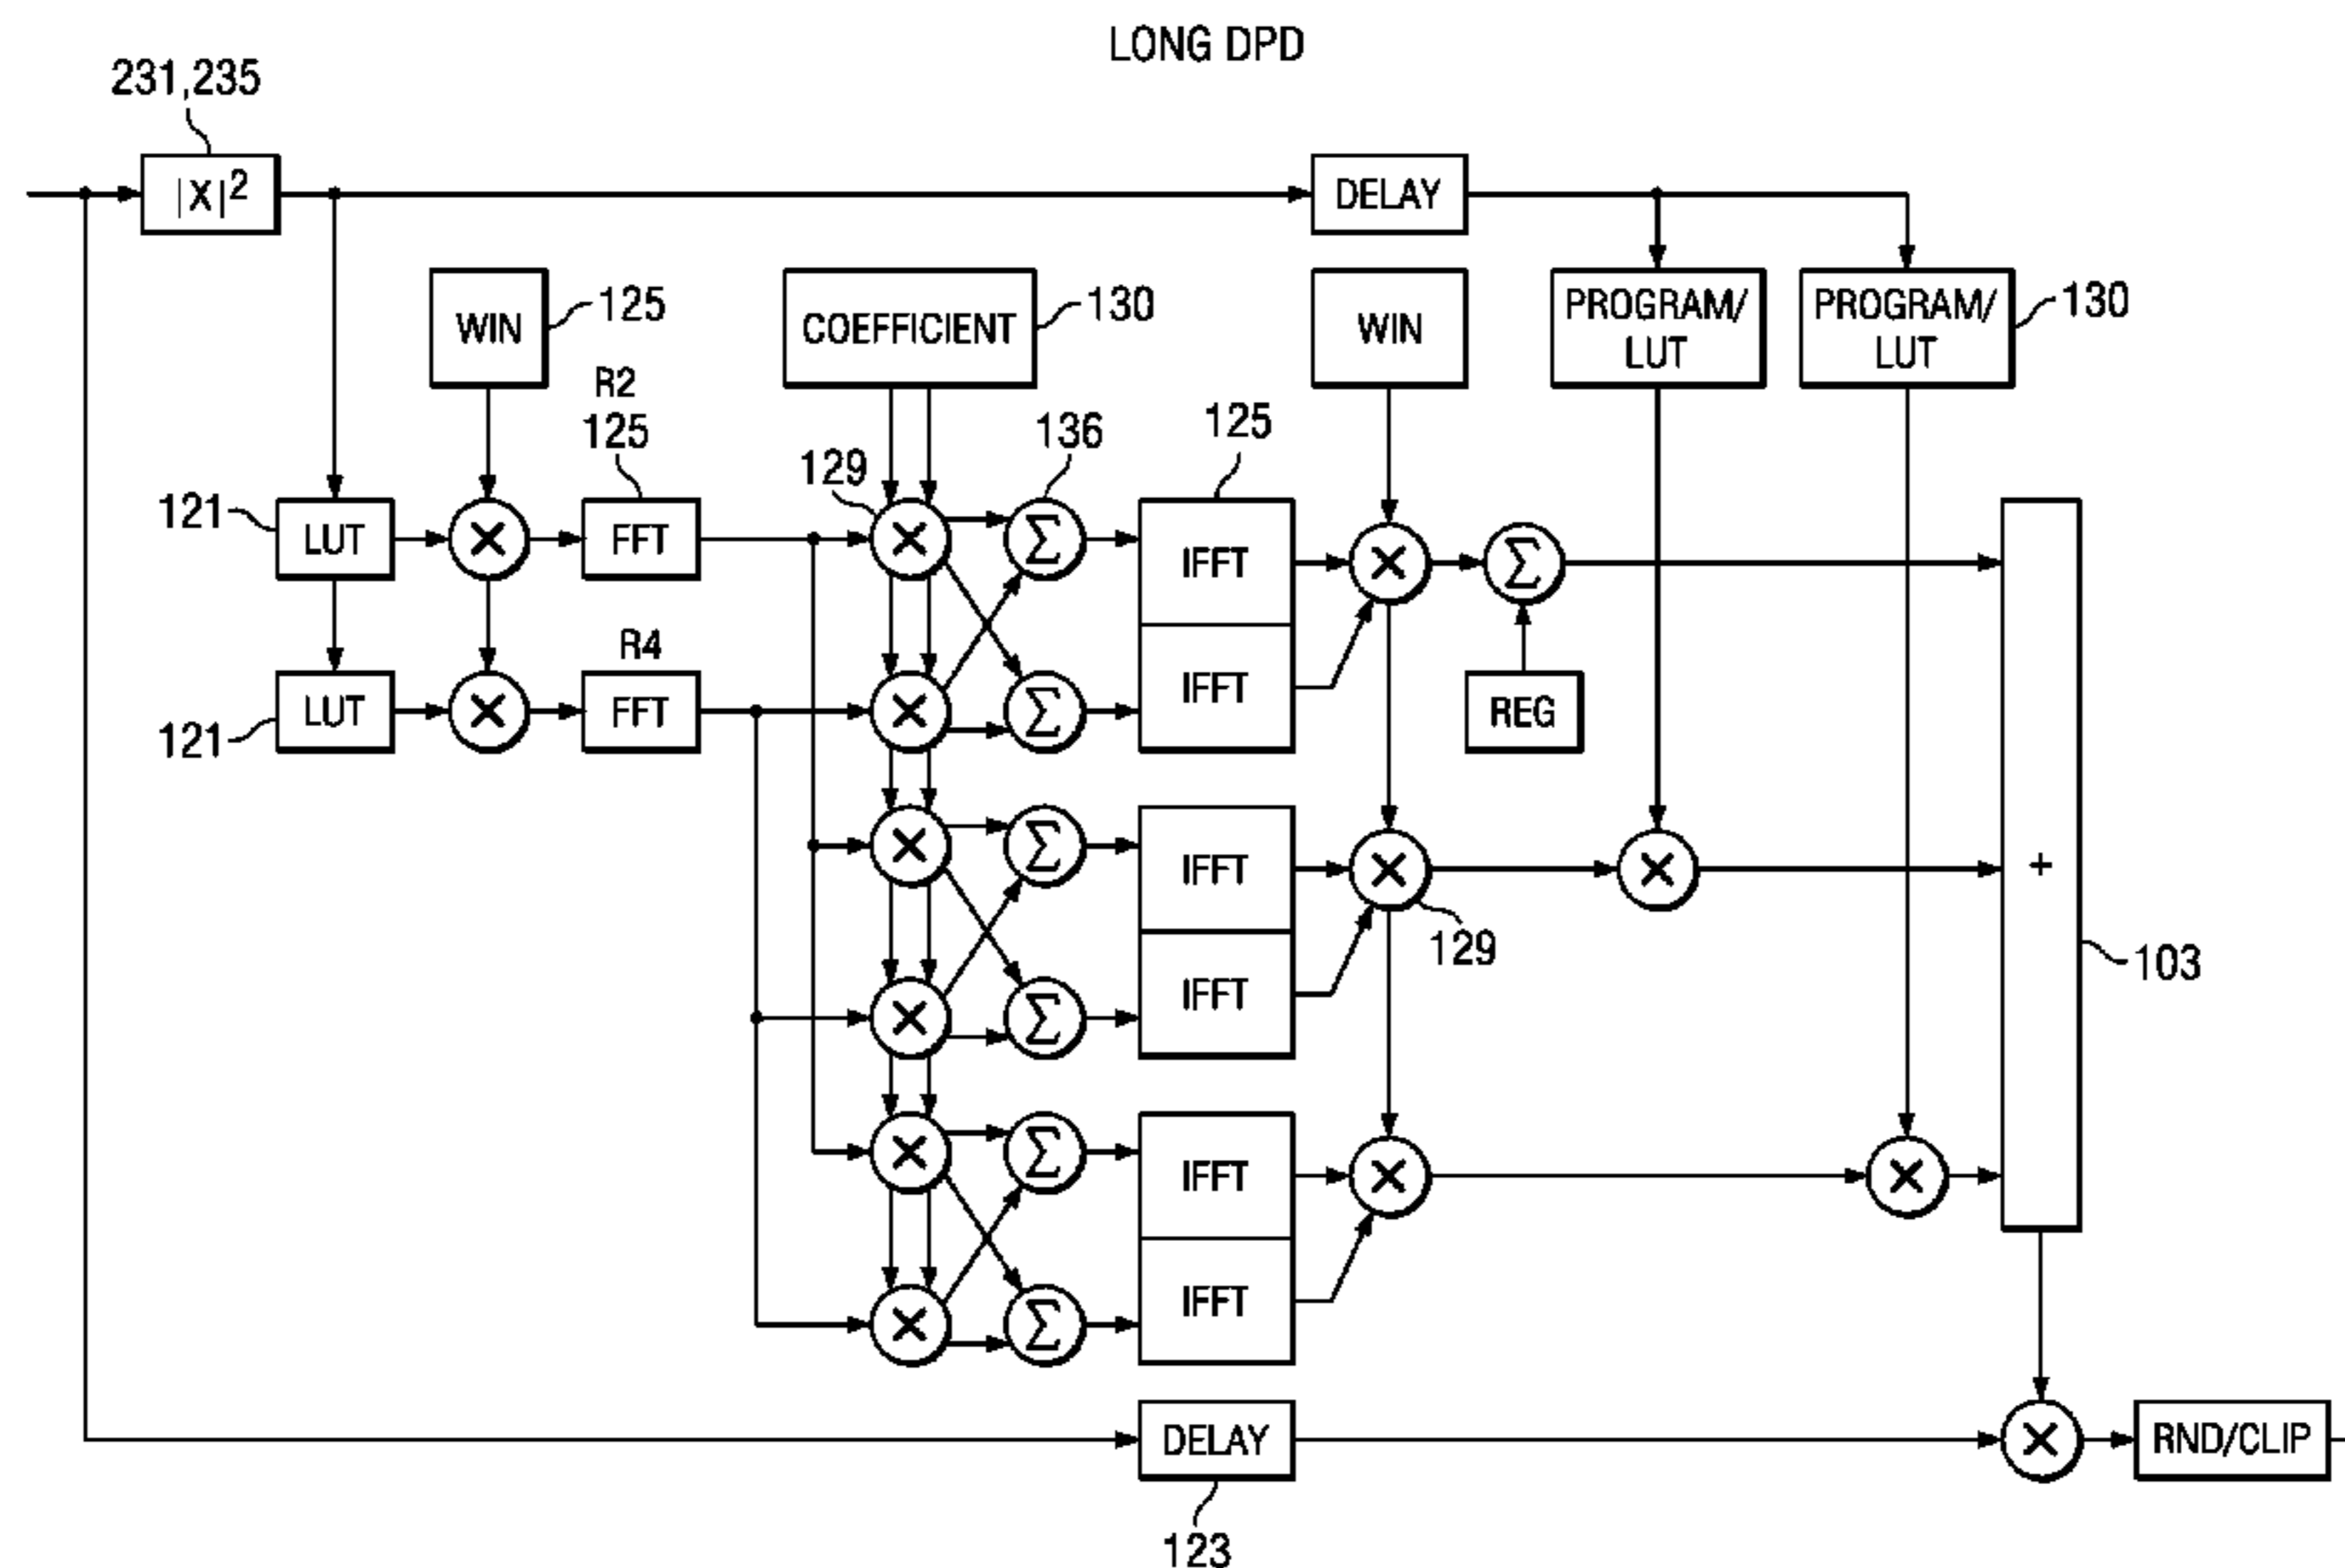 LONG DPD
231,235
|X|2
DELAY
WIN
125
COEFFICIENT
130
WIN
PROGRAM/
LUT
PROGRAM/
LUT
130
R2
125
129
136
125
121
LUT
×
FFT
×
Σ
IFFT
×
Σ
R4
IFFT
121
LUT
×
FFT
×
Σ
REG
×
Σ
IFFT
×
×
+
129
103
IFFT
×
Σ
×
Σ
IFFT
×
×
IFFT
×
Σ
DELAY
×
RND/CLIP
123